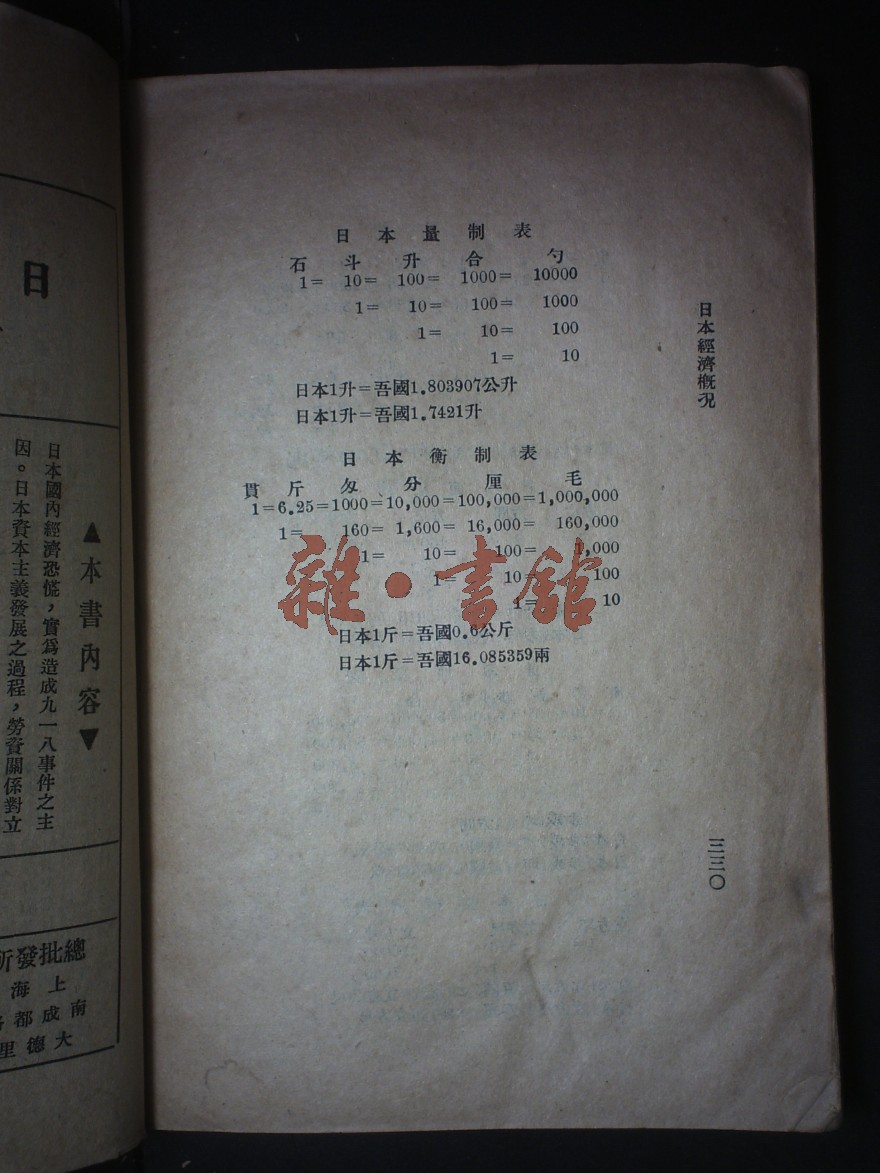 日本量制表
石 斗 升 合 勺
1= 10= 100= 1000= 10000
1= 10= 100= 1000
1= 10= 100
1= 10
日本1升=吾國1.803907公升
日本1升=吾國1.7421升
日本衡制表
貫 斤 匁 分 厘 毛
1=6.25=1000=10,000=100,000=1,000,000
1= 160= 1,600= 16,000= 160,000
1= 10= 100= 1,000
1= 10= 100
1= 10
日本1斤=吾國0.6公斤
日本1斤=吾國16.085359兩
日本經濟概况
三三〇
雜·書館
日
▲本書內容▼
日本國內經濟恐慌,實爲造成九一八事件之主
因。日本資本主義發展之過程,勞資關係對立
總批發所
上海
南成都路
大德里